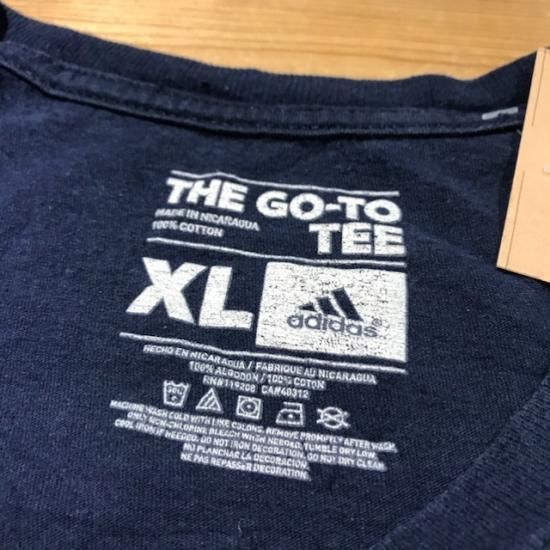 THE GO-TO
MADE IN NICARAGUA
100% COTTON
TEE
XL
adidas
HECHO EN NICARAGUA / FABRIQUE AU NICARAGUA
100% ALGODON / 100% COTON
RN#119208 CA#40312
MACHINE WASH COLD WITH LIKE COLORS. REMOVE PROMPTLY AFTER WASH.
ONLY NON-CHLORINE BLEACH WHEN NEEDED. TUMBLE DRY LOW.
COOL IRON IF NEEDED. DO NOT IRON DECORATION. DO NOT DRY CLEAN.
NO PLANCHAR LA DECORACION.
NE PAS REPASSER DECORATION.